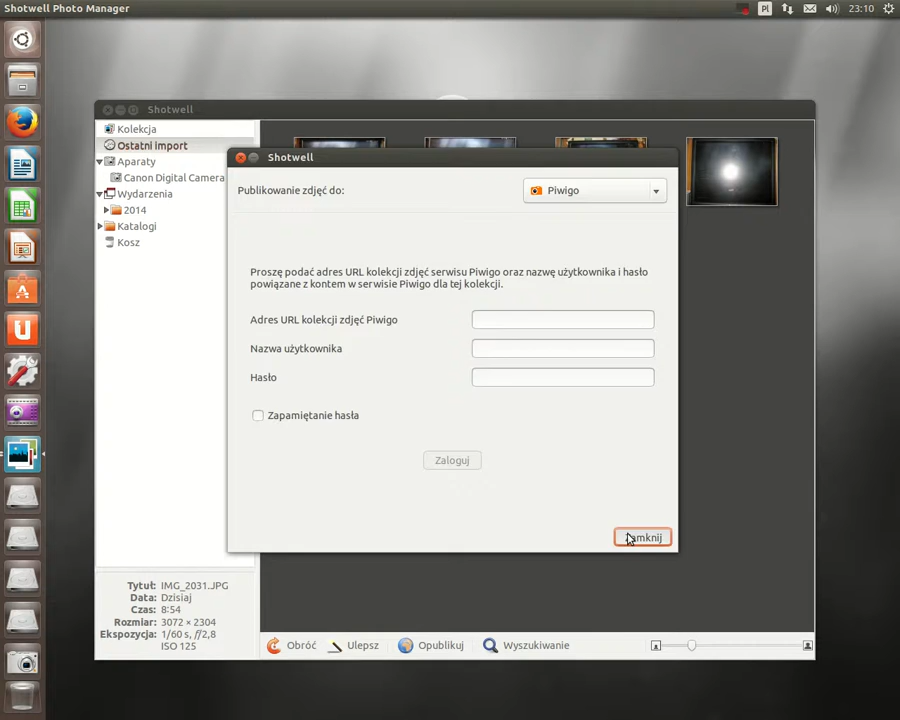 Shotwell Photo Manager
Pl
23:10
Shotwell
Kolekcja
Ostatni import
Aparaty
Canon Digital Camera
Wydarzenia
2014
Katalogi
Kosz
Shotwell
Publikowanie zdjęć do:
Piwigo
Proszę podać adres URL kolekcji zdjęć serwisu Piwigo oraz nazwę użytkownika i hasło
powiązane z kontem w serwisie Piwigo dla tej kolekcji.
Adres URL kolekcji zdjęć Piwigo
Nazwa użytkownika
Hasło
Zapamiętanie hasła
Zaloguj
Zamknij
Tytuł: IMG_2031.JPG
Data: Dzisiaj
Czas: 8:54
Rozmiar: 3072 × 2304
Ekspozycja: 1/60 s, f/2,8
ISO 125
Obróć
Ulepsz
Opublikuj
Wyszukiwanie